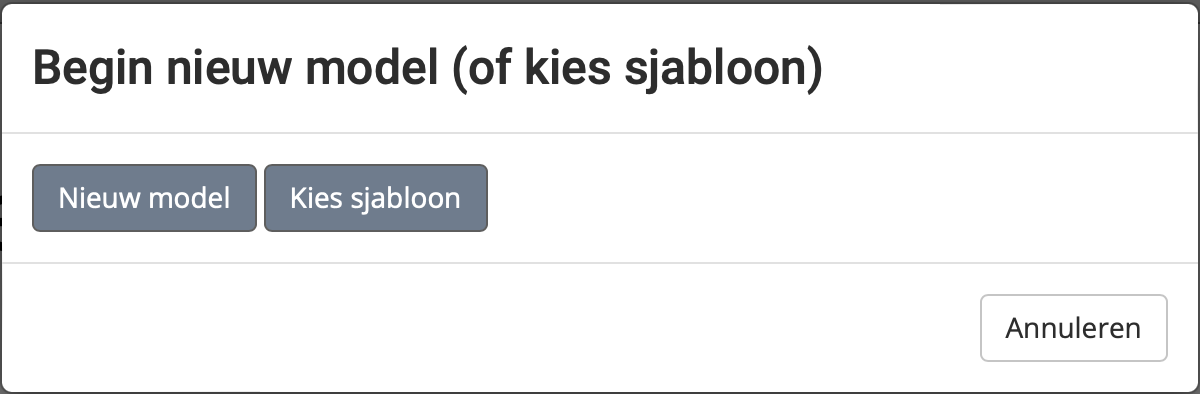 Begin nieuw model (of kies sjabloon)
Nieuw model Kies sjabloon
Annuleren